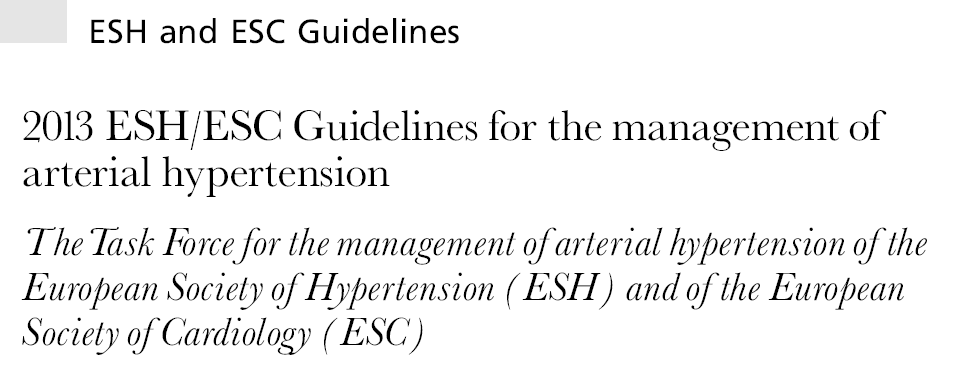 ESH and ESC Guidelines
2013 ESH/ESC Guidelines for the management of
arterial hypertension
The Task Force for the management of arterial hypertension of the
European Society of Hypertension (ESH) and of the European
Society of Cardiology (ESC)